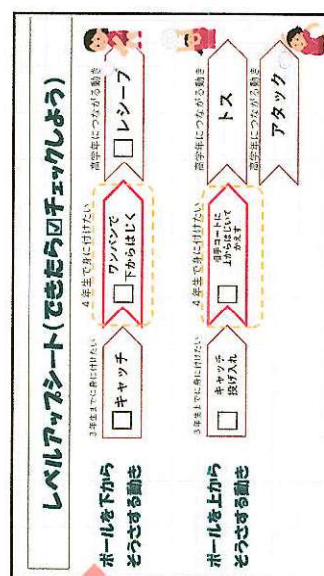 レベルアップシート(できたら☑チェックしよう)
ボールを下から
そうさする動き
3年生までに身に付けたい
□キャッチ
4年生で身に付けたい
□ワンバンで
下からはじく
高学年につながる動き
□レシーブ
ボールを上から
そうさする動き
3年生までに身に付けたい
□キャッチ
投げ入れ
4年生で身に付けたい
□相手コートに
上からはじいて
かえす
高学年につながる動き
トス
高学年につながる動き
アタック